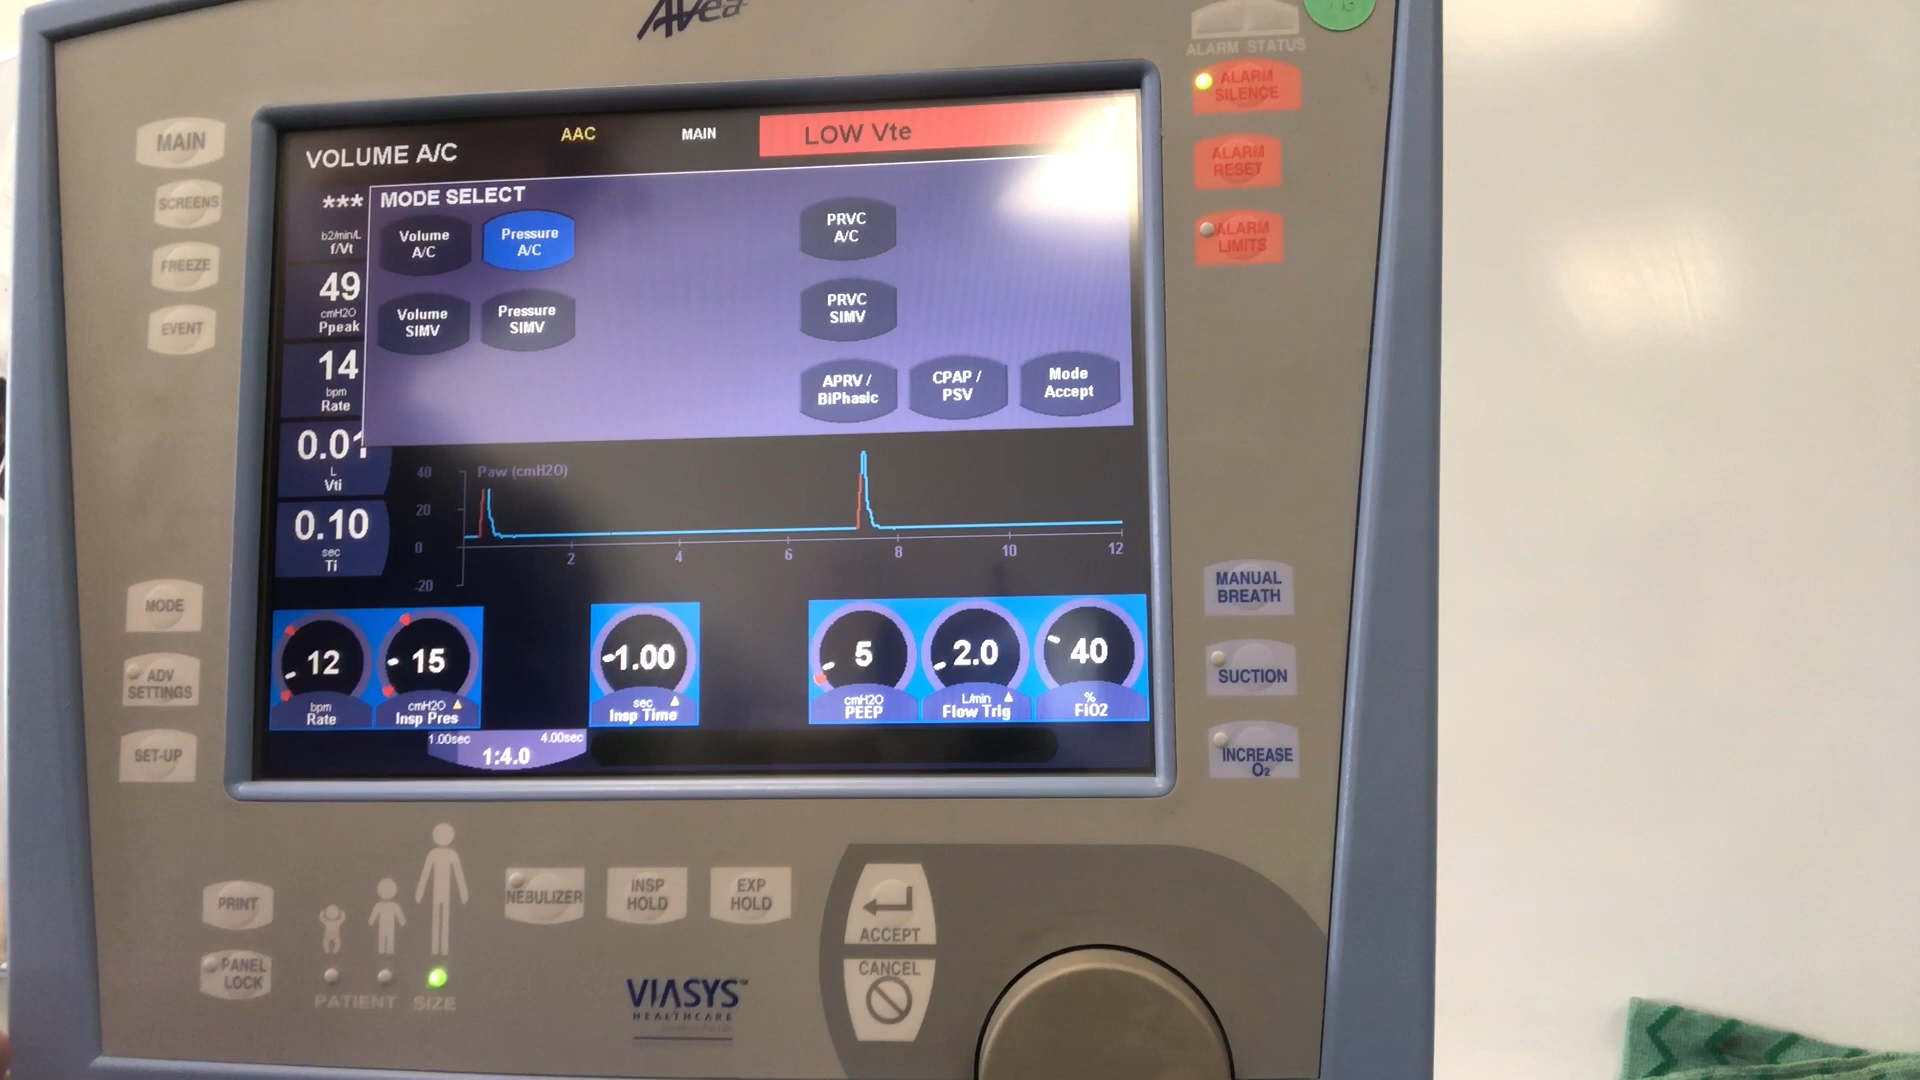 AVea
ALARM STATUS
ALARM
SILENCE
ALARM
RESET
ALARM
LIMITS
MAIN
SCREENS
FREEZE
EVENT
VOLUME A/C
AAC
MAIN
LOW Vte
***
b2/min/L
f/Vt
49
cmH2O
Ppeak
14
bpm
Rate
0.01
L
Vti
0.10
sec
Ti
MODE SELECT
Volume
A/C
Pressure
A/C
PRVC
A/C
Volume
SIMV
Pressure
SIMV
PRVC
SIMV
APRV /
BiPhasic
CPAP /
PSV
Mode
Accept
Paw (cmH2O)
40
20
0
-20
2
4
6
8
10
12
MODE
ADV
SETTINGS
SET-UP
MANUAL
BREATH
SUCTION
INCREASE
O2
12
bpm
Rate
15
cmH2O
Insp Pres
1.00
sec
Insp Time
5
cmH2O
PEEP
2.0
L/min
Flow Trig
40
%
FIO2
1.00sec
4.00sec
1:4.0
PRINT
PANEL
LOCK
PATIENT SIZE
NEBULIZER
INSP
HOLD
EXP
HOLD
ACCEPT
CANCEL
VIASYS™
HEALTHCARE